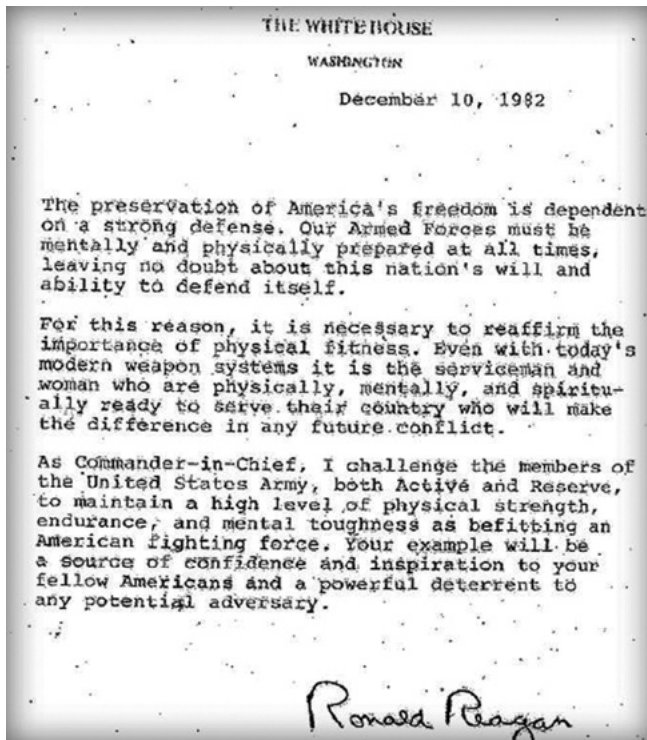 THE WHITE HOUSE
WASHINGTON
December 10, 1982
The preservation of America's freedom is dependent
on a strong defense. Our Armed Forces must be
mentally and physically prepared at all times,
leaving no doubt about this nation's will and
ability to defend itself.
For this reason, it is necessary to reaffirm the
importance of physical fitness. Even with today's
modern weapon systems it is the serviceman and
woman who are physically, mentally, and spiritu-
ally ready to serve their country who will make
the difference in any future conflict.
As Commander-in-Chief, I challenge the members of
the United States Army, both Active and Reserve,
to maintain a high level of physical strength,
endurance, and mental toughness as befitting an
American fighting force. Your example will be
a source of confidence and inspiration to your
fellow Americans and a powerful deterrent to
any potential adversary.
Ronald Reagan